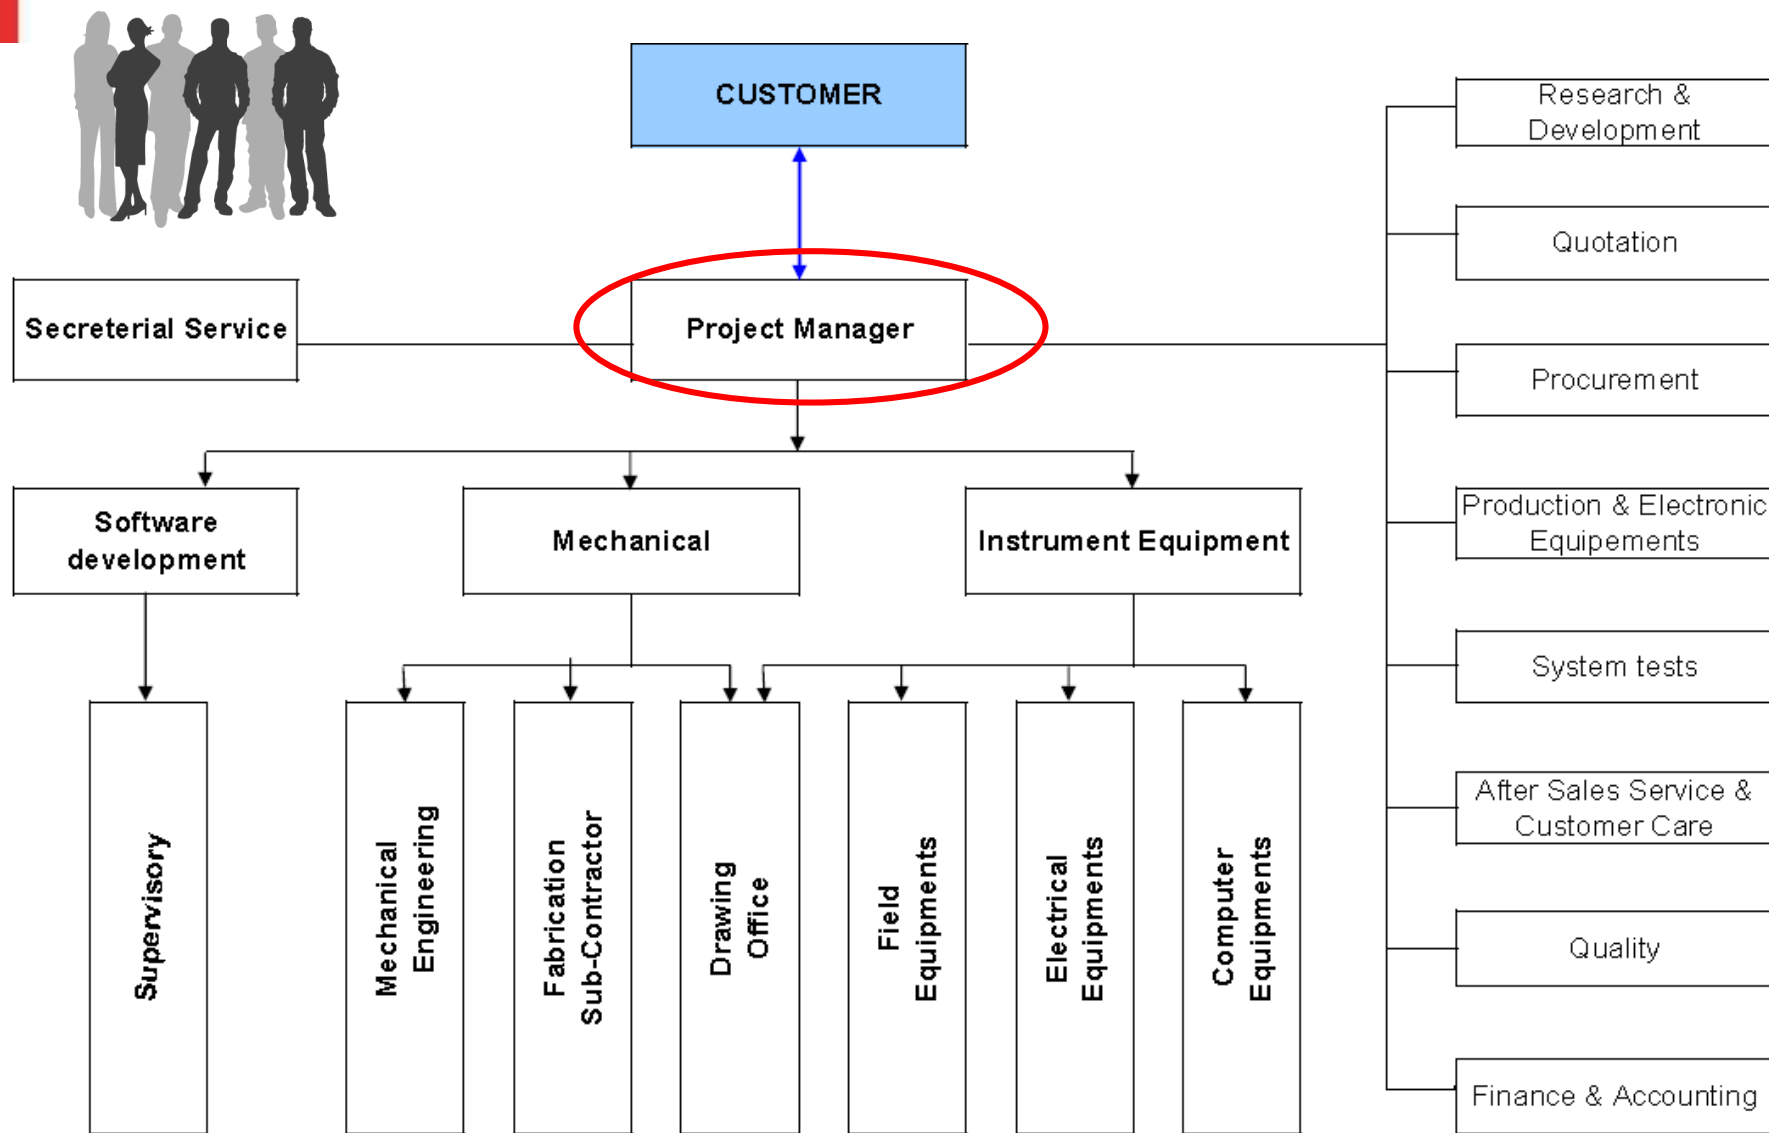 CUSTOMER
Secreterial Service
Project Manager
Software
development
Mechanical
Instrument Equipment
Supervisory
Mechanical
Engineering
Fabrication
Sub-Contractor
Drawing
Office
Field
Equipments
Electrical
Equipments
Computer
Equipments
Research &
Development
Quotation
Procurement
Production & Electronic
Equipements
System tests
After Sales Service &
Customer Care
Quality
Finance & Accounting